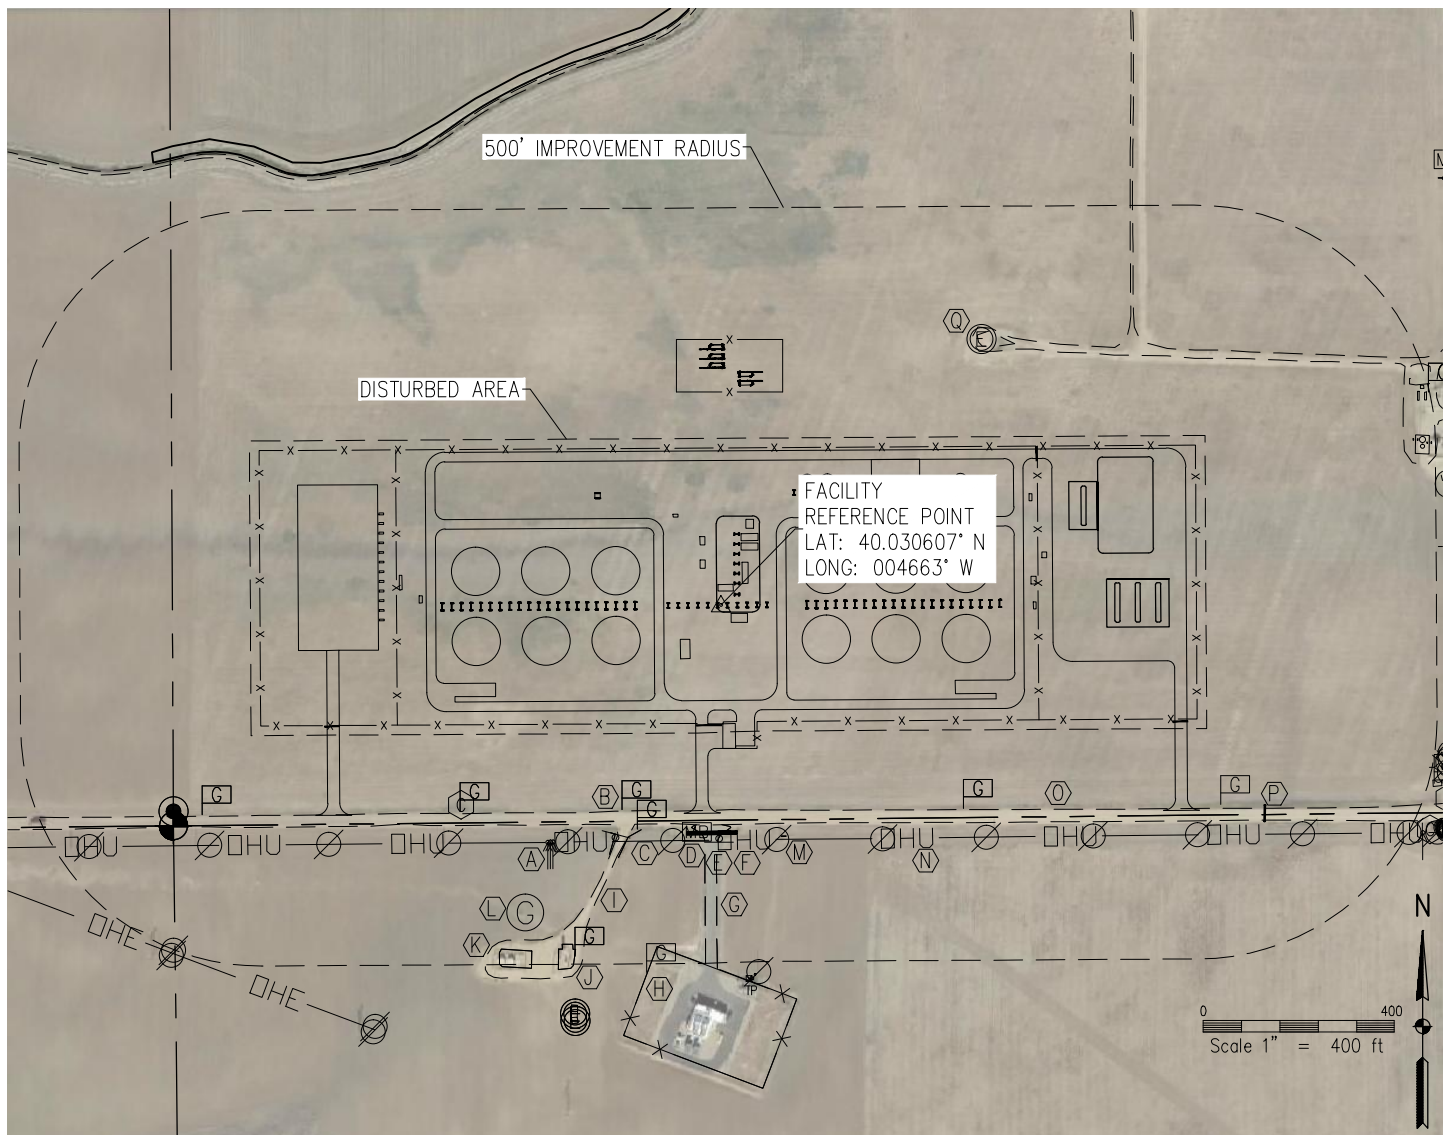 500' IMPROVEMENT RADIUS
Q
E
DISTURBED AREA
FACILITY
REFERENCE POINT
LAT: 40.030607° N
LONG: 004663° W
G
C
G
B
G
G
G
O
G
P
OHU
OHU
OHU
OHU
OHU
OHU
OHU
OHU
A
C
D
E
F
M
N
I
G
L
G
K
G
J
G
H
TP
E
OHE
OHE
N
0 400
Scale 1" = 400 ft